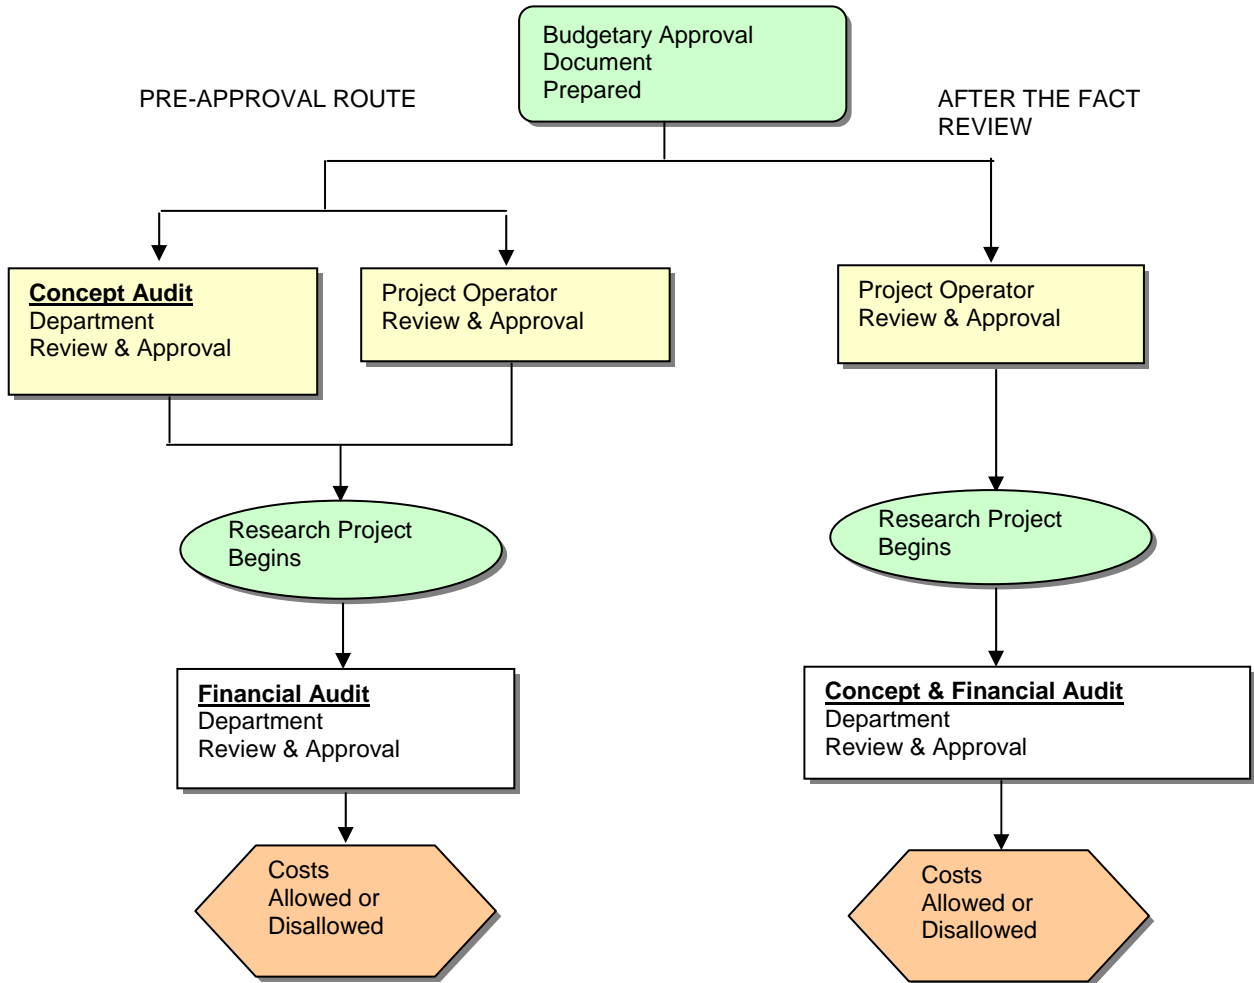 Budgetary Approval
Document
Prepared
PRE-APPROVAL ROUTE
AFTER THE FACT
REVIEW
Concept Audit
Department
Review & Approval
Project Operator
Review & Approval
Project Operator
Review & Approval
Research Project
Begins
Research Project
Begins
Financial Audit
Department
Review & Approval
Concept & Financial Audit
Department
Review & Approval
Costs
Allowed or
Disallowed
Costs
Allowed or
Disallowed